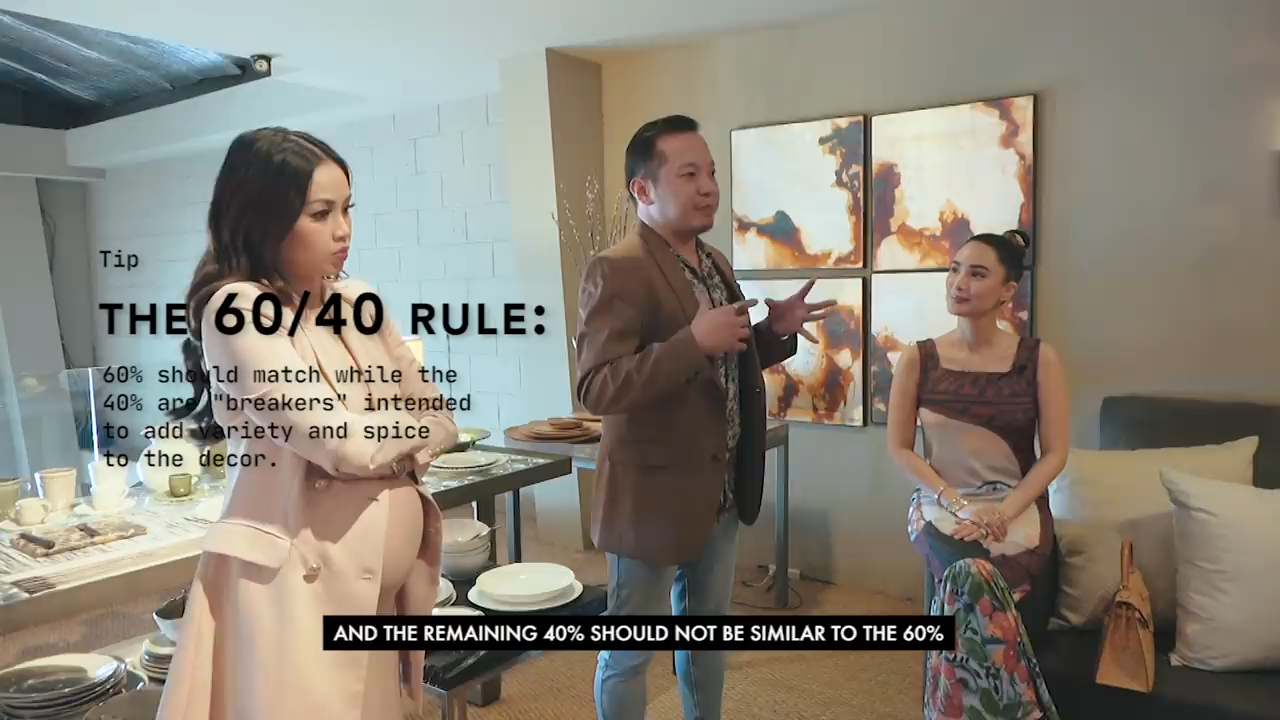 Tip
THE 60/40 RULE:
60% should match while the
40% are "breakers" intended
to add variety and spice
to the decor.
AND THE REMAINING 40% SHOULD NOT BE SIMILAR TO THE 60%